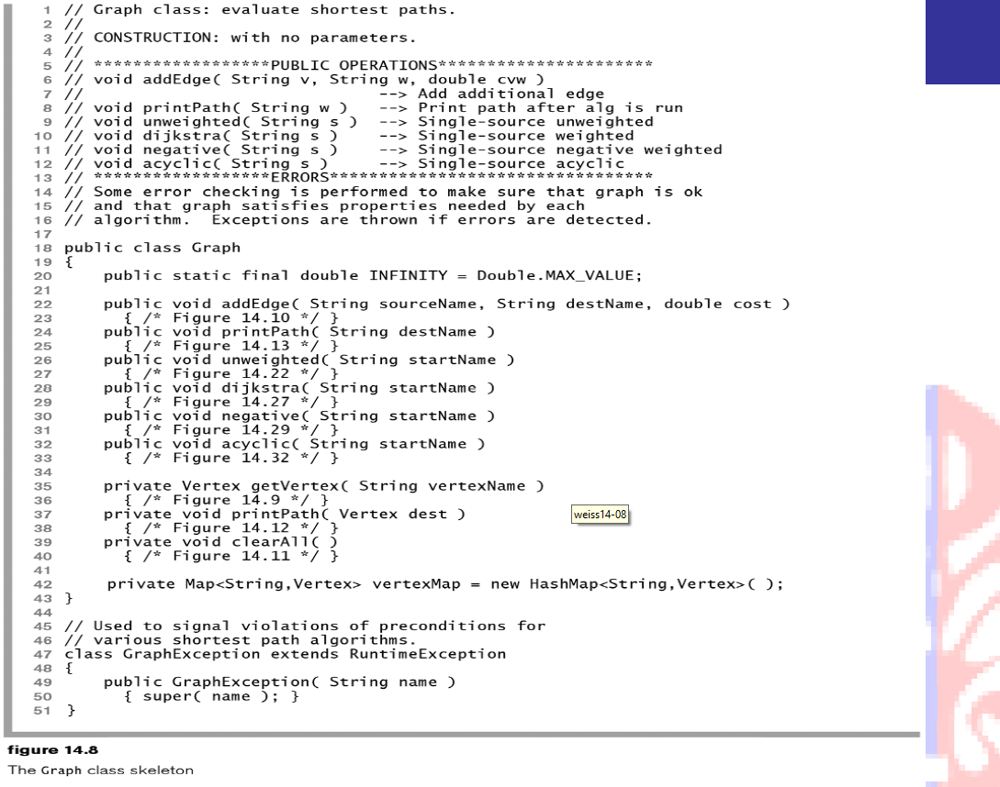 1 // Graph class: evaluate shortest paths.
2 //
3 // CONSTRUCTION: with no parameters.
4 //
5 // ******************PUBLIC OPERATIONS**********************
6 // void addEdge( String v, String w, double cvw )
7 //                              --> Add additional edge
8 // void printPath( String w )   --> Print path after alg is run
9 // void unweighted( String s )  --> Single-source unweighted
10 // void dijkstra( String s )    --> Single-source weighted
11 // void negative( String s )    --> Single-source negative weighted
12 // void acyclic( String s )     --> Single-source acyclic
13 // ******************ERRORS*********************************
14 // Some error checking is performed to make sure that graph is ok
15 // and that graph satisfies properties needed by each
16 // algorithm.  Exceptions are thrown if errors are detected.
17
18 public class Graph
19 {
20     public static final double INFINITY = Double.MAX_VALUE;
21
22     public void addEdge( String sourceName, String destName, double cost )
23       { /* Figure 14.10 */ }
24     public void printPath( String destName )
25       { /* Figure 14.13 */ }
26     public void unweighted( String startName )
27       { /* Figure 14.22 */ }
28     public void dijkstra( String startName )
29       { /* Figure 14.27 */ }
30     public void negative( String startName )
31       { /* Figure 14.29 */ }
32     public void acyclic( String startName )
33       { /* Figure 14.32 */ }
34
35     private Vertex getVertex( String vertexName )
36       { /* Figure 14.9 */ }
37     private void printPath( Vertex dest )
38       { /* Figure 14.12 */ }
39     private void clearAll( )
40       { /* Figure 14.11 */ }
41
42     private Map<String,Vertex> vertexMap = new HashMap<String,Vertex>( );
43 }
44
45 // Used to signal violations of preconditions for
46 // various shortest path algorithms.
47 class GraphException extends RuntimeException
48 {
49     public GraphException( String name )
50       { super( name ); }
51 }
weiss14-08
figure 14.8
The Graph class skeleton